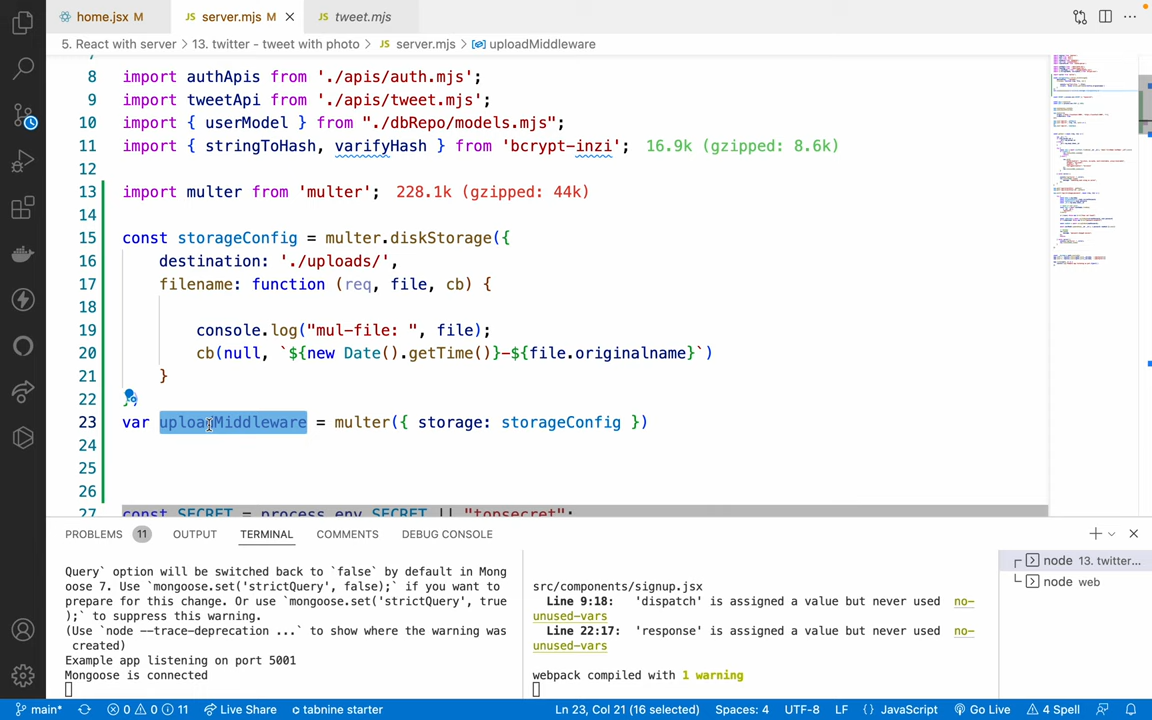 home.jsx M
JS server.mjs M
JS tweet.mjs
5. React with server > 13. twitter - tweet with photo > JS server.mjs > uploadMiddleware
8 import authApis from './apis/auth.mjs';
9 import tweetApi from './apis/tweet.mjs';
10 import { userModel } from "./dbRepo/models.mjs";
11 import { stringToHash, varifyHash } from 'bcrypt-inzi'; 16.9k (gzipped: 8.6k)
12
13 import multer from 'multer'; 228.1k (gzipped: 44k)
14
15 const storageConfig = multer.diskStorage({
16 destination: './uploads/',
17 filename: function (req, file, cb) {
18
19 console.log("mul-file: ", file);
20 cb(null, `${new Date().getTime()}-${file.originalname}`)
21 }
22
23 var uploadMiddleware = multer({ storage: storageConfig })
24
25
26
27 const SECRET = process.env.SECRET || "topsecret";
PROBLEMS 11 OUTPUT TERMINAL COMMENTS DEBUG CONSOLE
Query` option will be switched back to `false` by default in Mong
oose 7. Use `mongoose.set('strictQuery', false);` if you want to
prepare for this change. Or use `mongoose.set('strictQuery', true
);` to suppress this warning.
(Use `node --trace-deprecation ...` to show where the warning was
created)
Example app listening on port 5001
Mongoose is connected
src/components/signup.jsx
Line 9:18: 'dispatch' is assigned a value but never used no-
unused-vars
Line 22:17: 'response' is assigned a value but never used no-
unused-vars
webpack compiled with 1 warning
node 13. twitter...
node web
main* 0 0 11 Live Share tabnine starter Ln 23, Col 21 (16 selected) Spaces: 4 UTF-8 LF {} JavaScript Go Live 4 Spell